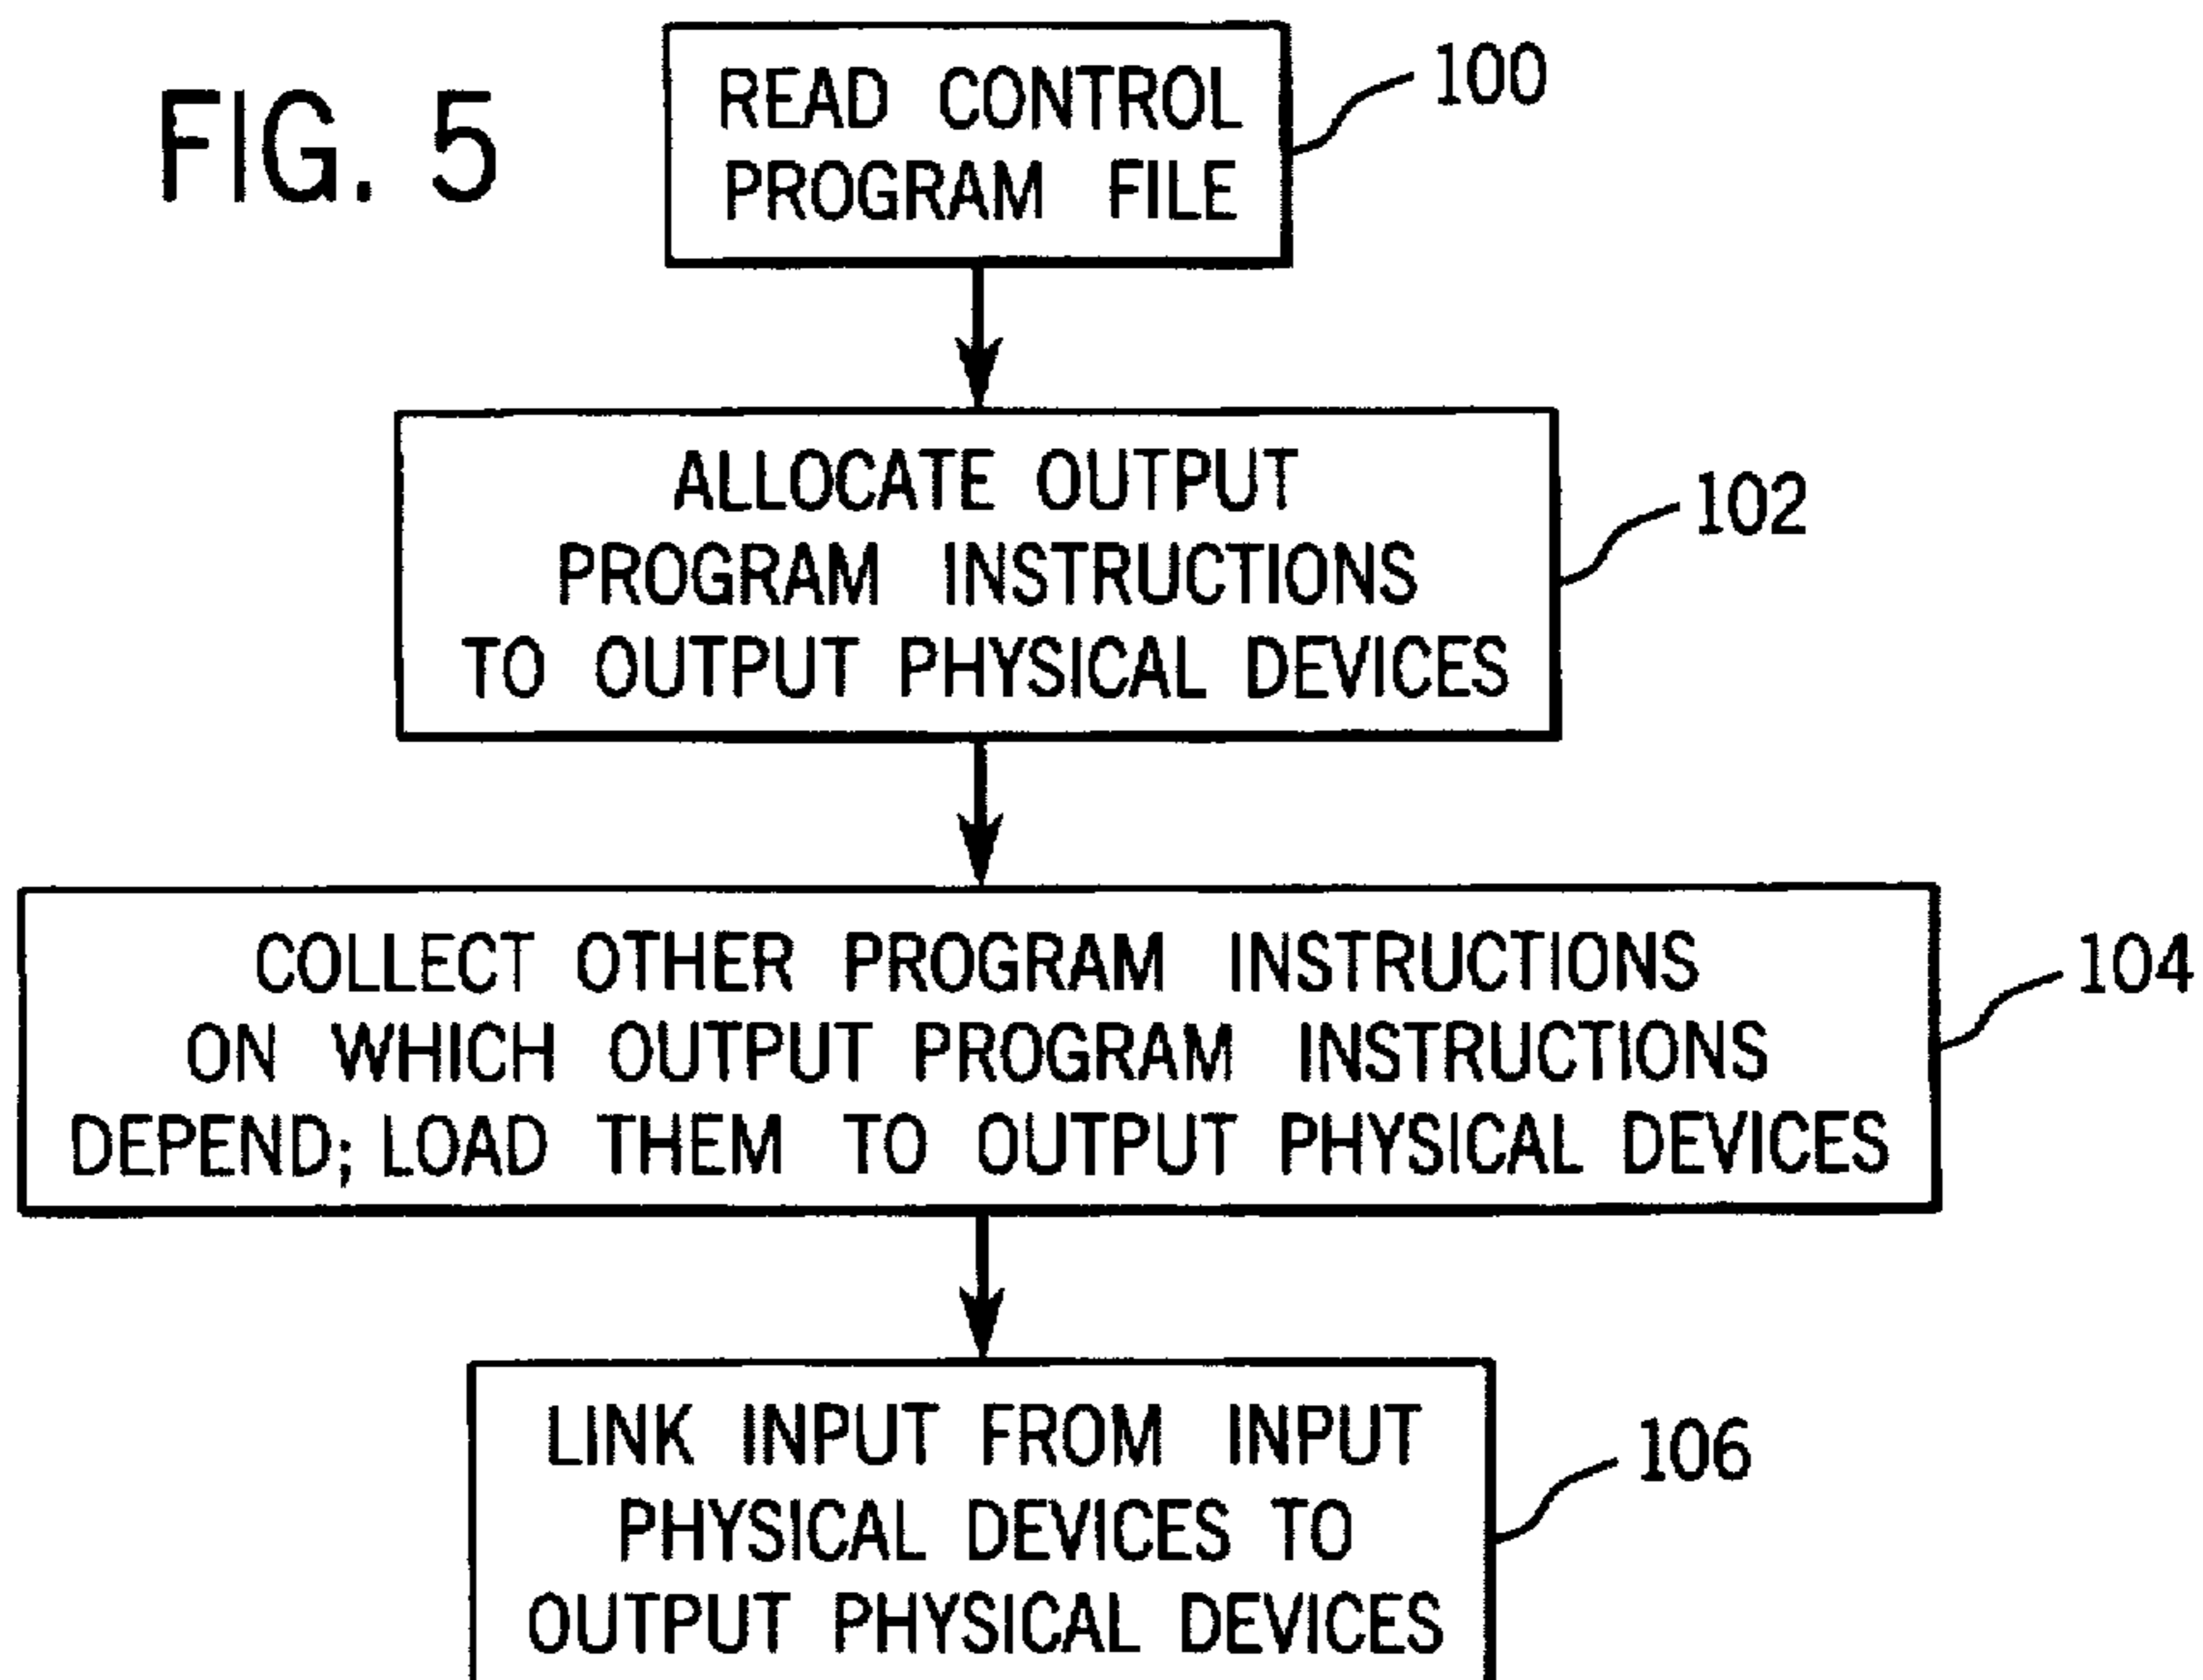 FIG. 5
READ CONTROL
PROGRAM FILE
100
ALLOCATE OUTPUT
PROGRAM INSTRUCTIONS
TO OUTPUT PHYSICAL DEVICES
102
COLLECT OTHER PROGRAM INSTRUCTIONS
ON WHICH OUTPUT PROGRAM INSTRUCTIONS
DEPEND; LOAD THEM TO OUTPUT PHYSICAL DEVICES
104
LINK INPUT FROM INPUT
PHYSICAL DEVICES TO
OUTPUT PHYSICAL DEVICES
106